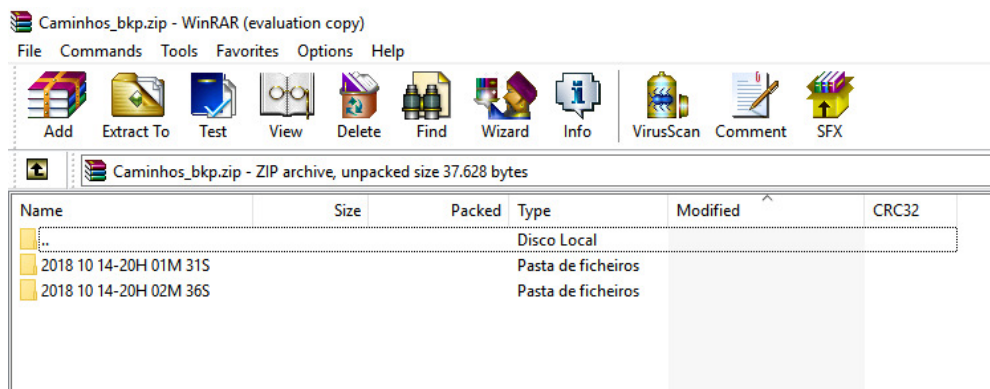 Caminhos_bkp.zip - WinRAR (evaluation copy)
File Commands Tools Favorites Options Help
Add Extract To Test View Delete Find Wizard Info VirusScan Comment SFX
Caminhos_bkp.zip - ZIP archive, unpacked size 37.628 bytes
Name Size Packed Type Modified CRC32
.. Disco Local
2018 10 14-20H 01M 31S Pasta de ficheiros
2018 10 14-20H 02M 36S Pasta de ficheiros